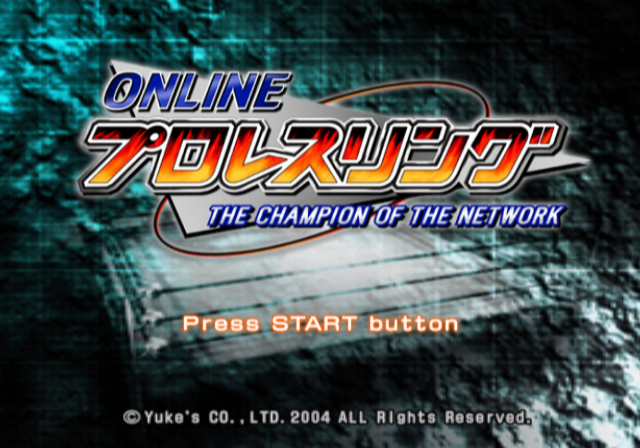 ONLINE
プロレスリング
THE CHAMPION OF THE NETWORK
Press START button
©Yuke's CO., LTD. 2004 ALL Rights Reserved.